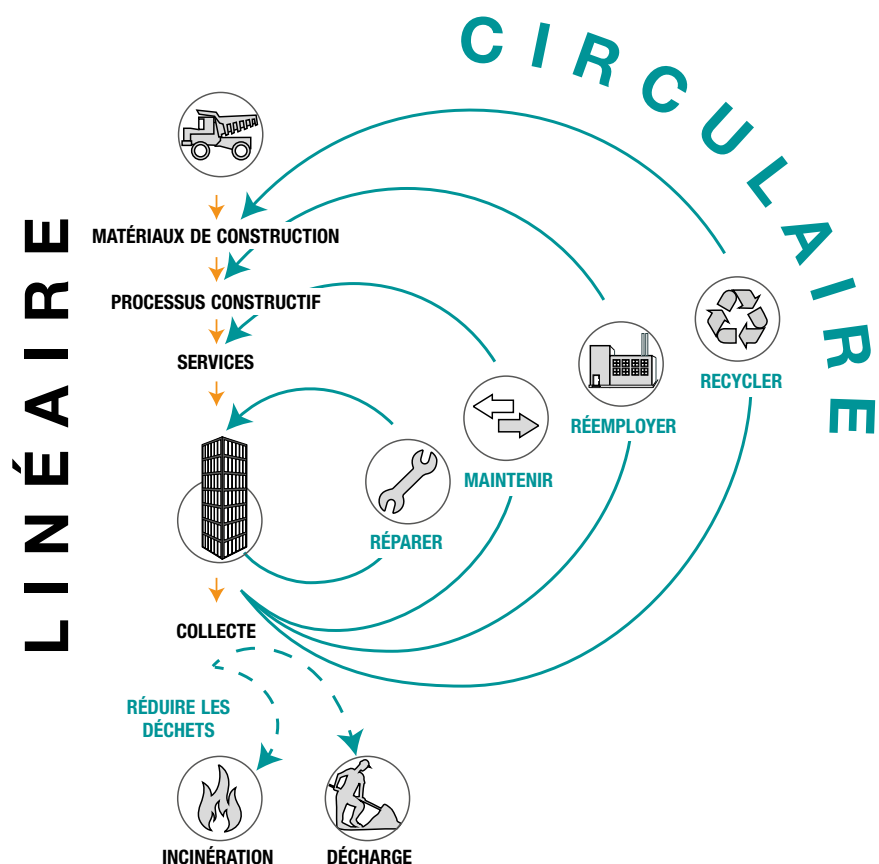 CIRCULAIRE
LINÉAIRE
MATÉRIAUX DE CONSTRUCTION
PROCESSUS CONSTRUCTIF
SERVICES
RECYCLER
RÉEMPLOYER
MAINTENIR
RÉPARER
COLLECTE
RÉDUIRE LES
DÉCHETS
INCINÉRATION
DÉCHARGE